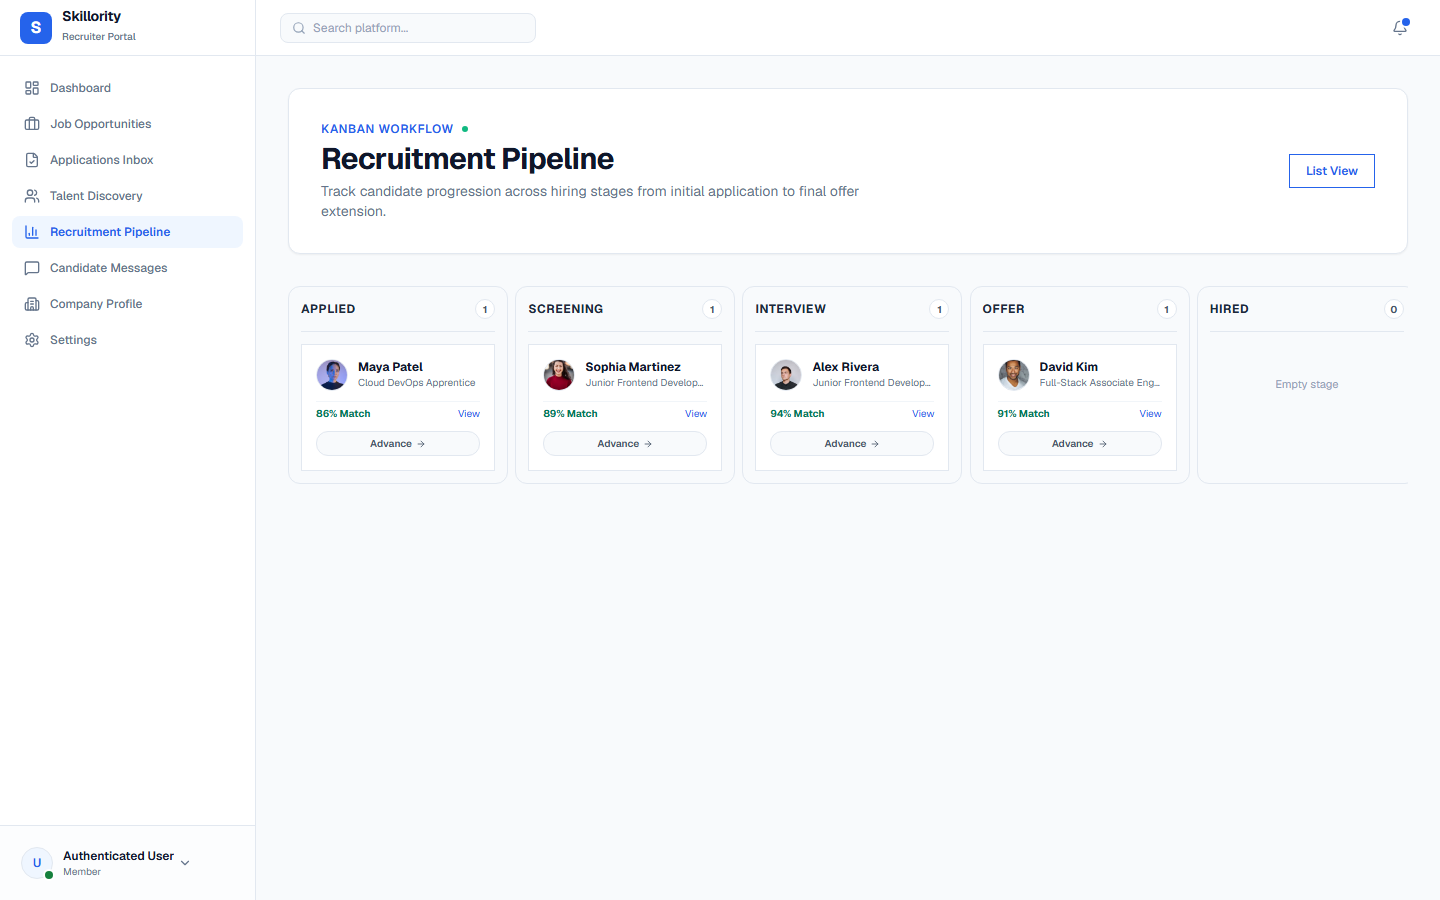 S
Skillority
Recruiter Portal
Search platform...
Dashboard
Job Opportunities
Applications Inbox
Talent Discovery
Recruitment Pipeline
Candidate Messages
Company Profile
Settings
KANBAN WORKFLOW
Recruitment Pipeline
Track candidate progression across hiring stages from initial application to final offer
extension.
List View
APPLIED 1
Maya Patel
Cloud DevOps Apprentice
86% Match View
Advance →
SCREENING 1
Sophia Martinez
Junior Frontend Develop...
89% Match View
Advance →
INTERVIEW 1
Alex Rivera
Junior Frontend Develop...
94% Match View
Advance →
OFFER 1
David Kim
Full-Stack Associate Eng...
91% Match View
Advance →
HIRED 0
Empty stage
U
Authenticated User
Member